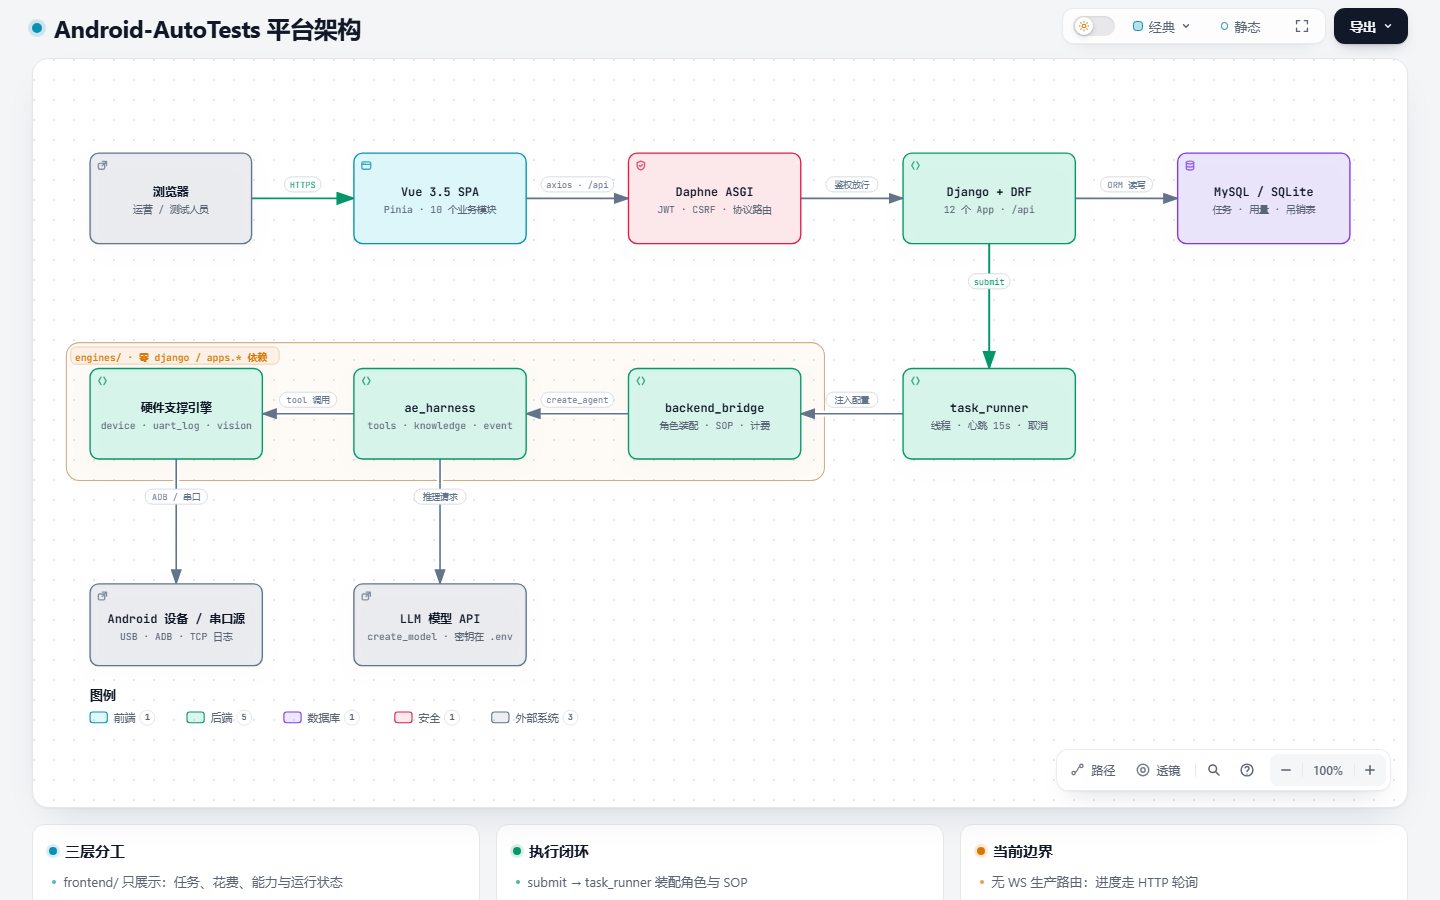 Android-AutoTests 平台架构
经典
静态
导出
浏览器
运营 / 测试人员
HTTPS
Vue 3.5 SPA
Pinia · 10 个业务模块
axios · /api
Daphne ASGI
JWT · CSRF · 协议路由
鉴权放行
Django + DRF
12 个 App · /api
ORM 读写
MySQL / SQLite
任务 · 用量 · 吊销表
submit
engines/ · 零 django / apps.* 依赖
硬件支撑引擎
device · uart_log · vision
tool 调用
ae_harness
tools · knowledge · event
create_agent
backend_bridge
角色装配 · SOP · 计费
注入配置
task_runner
线程 · 心跳 15s · 取消
ADB / 串口
推理请求
Android 设备 / 串口源
USB · ADB · TCP 日志
LLM 模型 API
create_model · 密钥在 .env
图例
前端 1
后端 5
数据库 1
安全 1
外部系统 3
路径
透镜
100%
三层分工
• frontend/ 只展示：任务、花费、能力与运行状态
执行闭环
• submit → task_runner 装配角色与 SOP
当前边界
• 无 WS 生产路由：进度走 HTTP 轮询